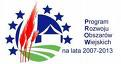 Program
Rozwoju
Obszarów
Wiejskich
na lata 2007-2013